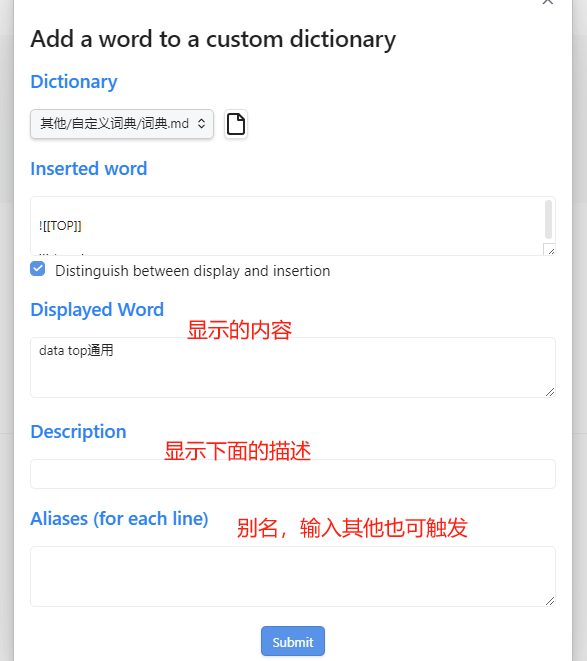 Add a word to a custom dictionary
Dictionary
其他/自定义词典/词典.md
Inserted word
![[TOP]]
Distinguish between display and insertion
Displayed Word
显示的内容
data top通用
Description
显示下面的描述
Aliases (for each line)
别名，输入其他也可触发
Submit